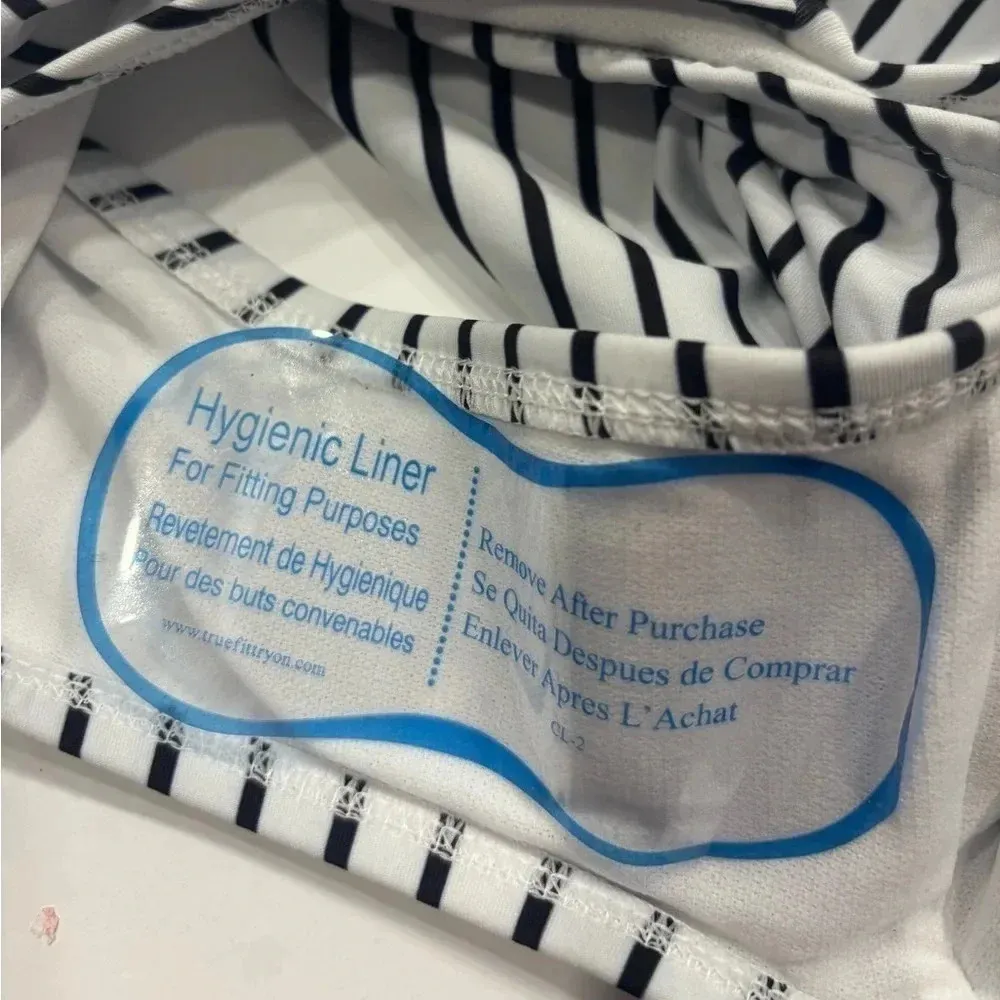 Hygienic Liner
For Fitting Purposes
Revetement de Hygienique
Pour des buts convenables
www.truefittryon.com
Remove After Purchase
Se Quita Despues de Comprar
Enlever Apres L'Achat
CL-2